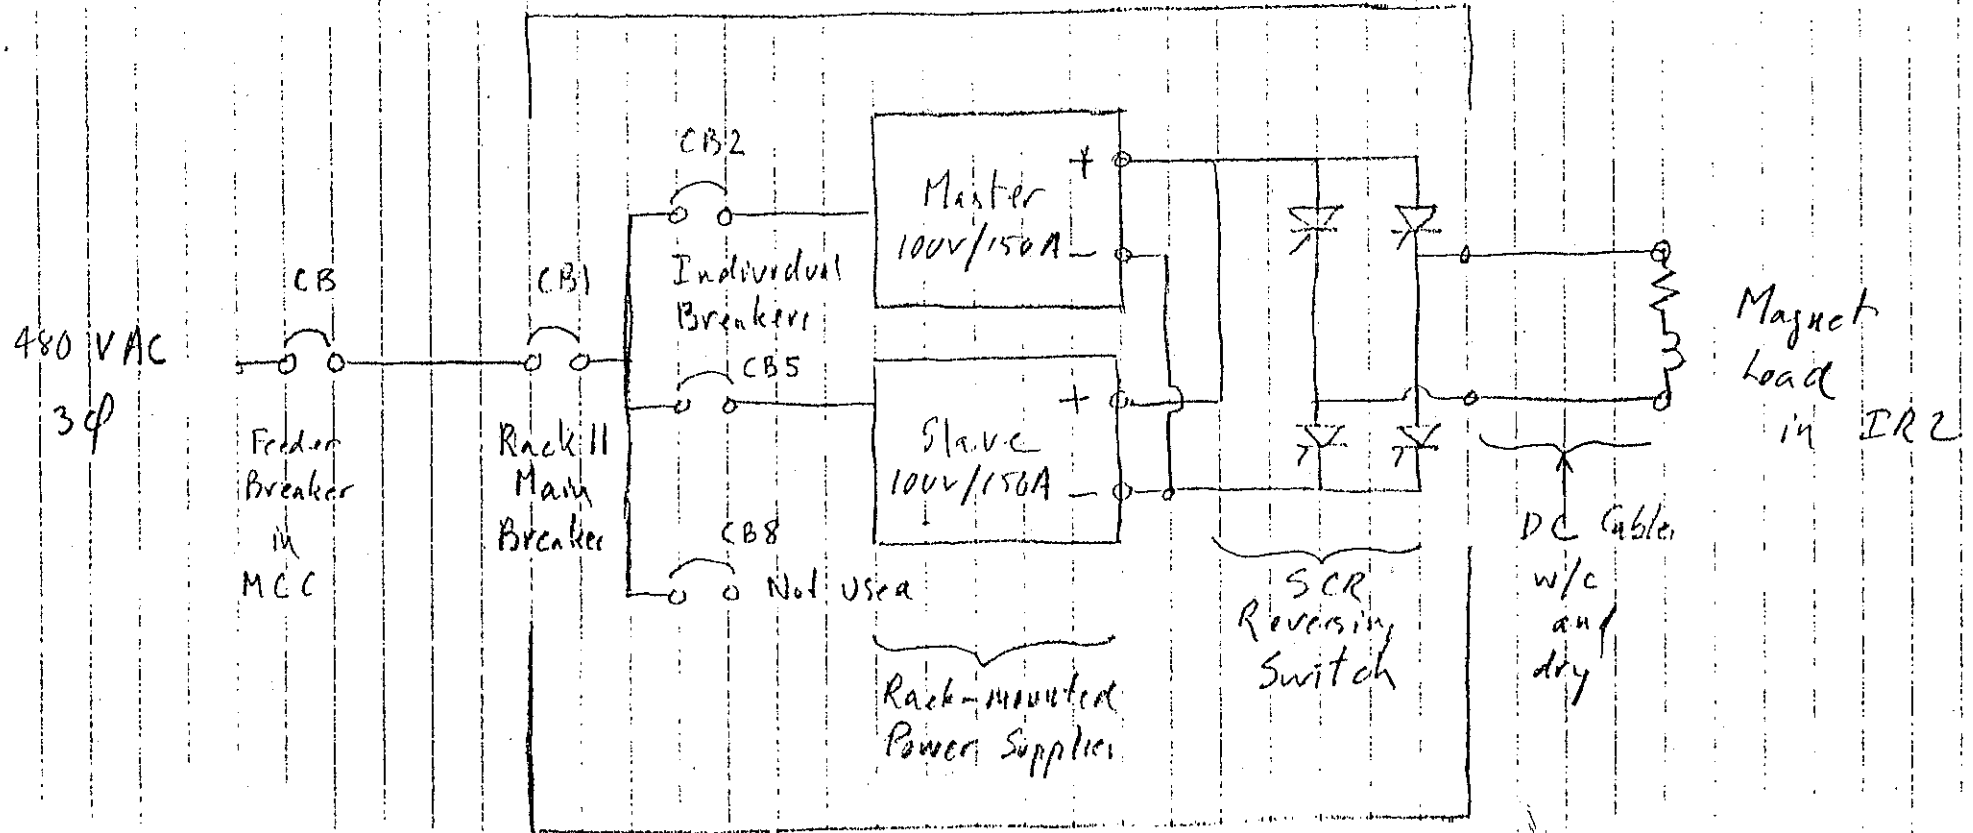 CB2
+
Master
100V/150A
–
CB
CB1
Individual
Breakers
480 VAC
3φ
CB5
+
Slave
100V/150A
–
Feeder
Breaker
in
MCC
Rack 11
Main
Breaker
CB8
Not Used
Rack-mounted
Power Supplies
SCR
Reversing
Switch
DC Cables
w/c
and
dry
Magnet
Load
in IR2